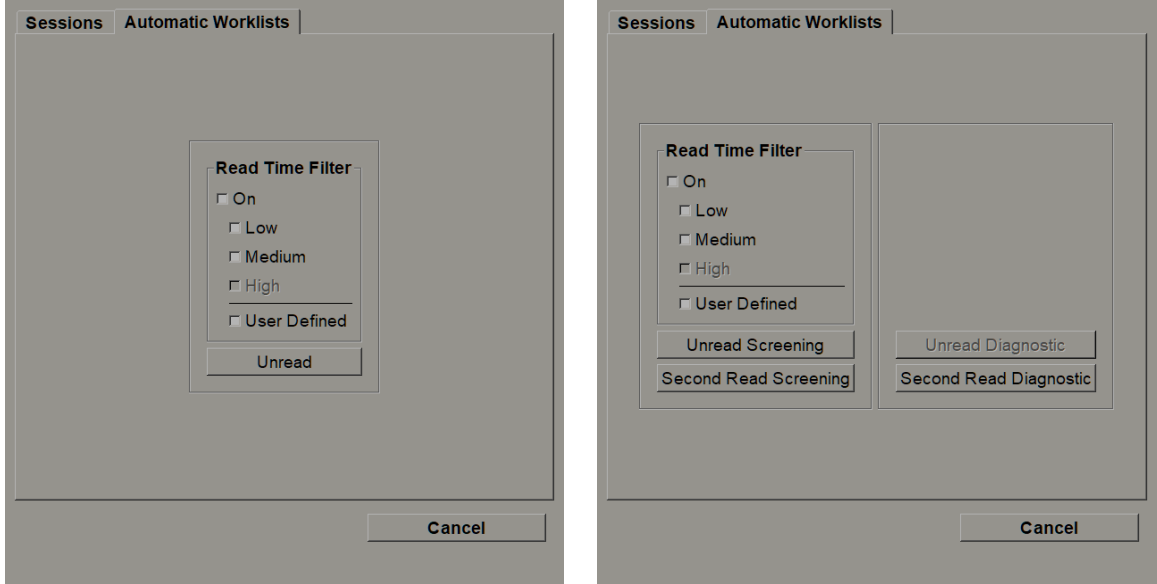 Sessions Automatic Worklists
Read Time Filter
On
Low
Medium
High
User Defined
Unread
Cancel
Sessions Automatic Worklists
Read Time Filter
On
Low
Medium
High
User Defined
Unread Screening
Second Read Screening
Unread Diagnostic
Second Read Diagnostic
Cancel